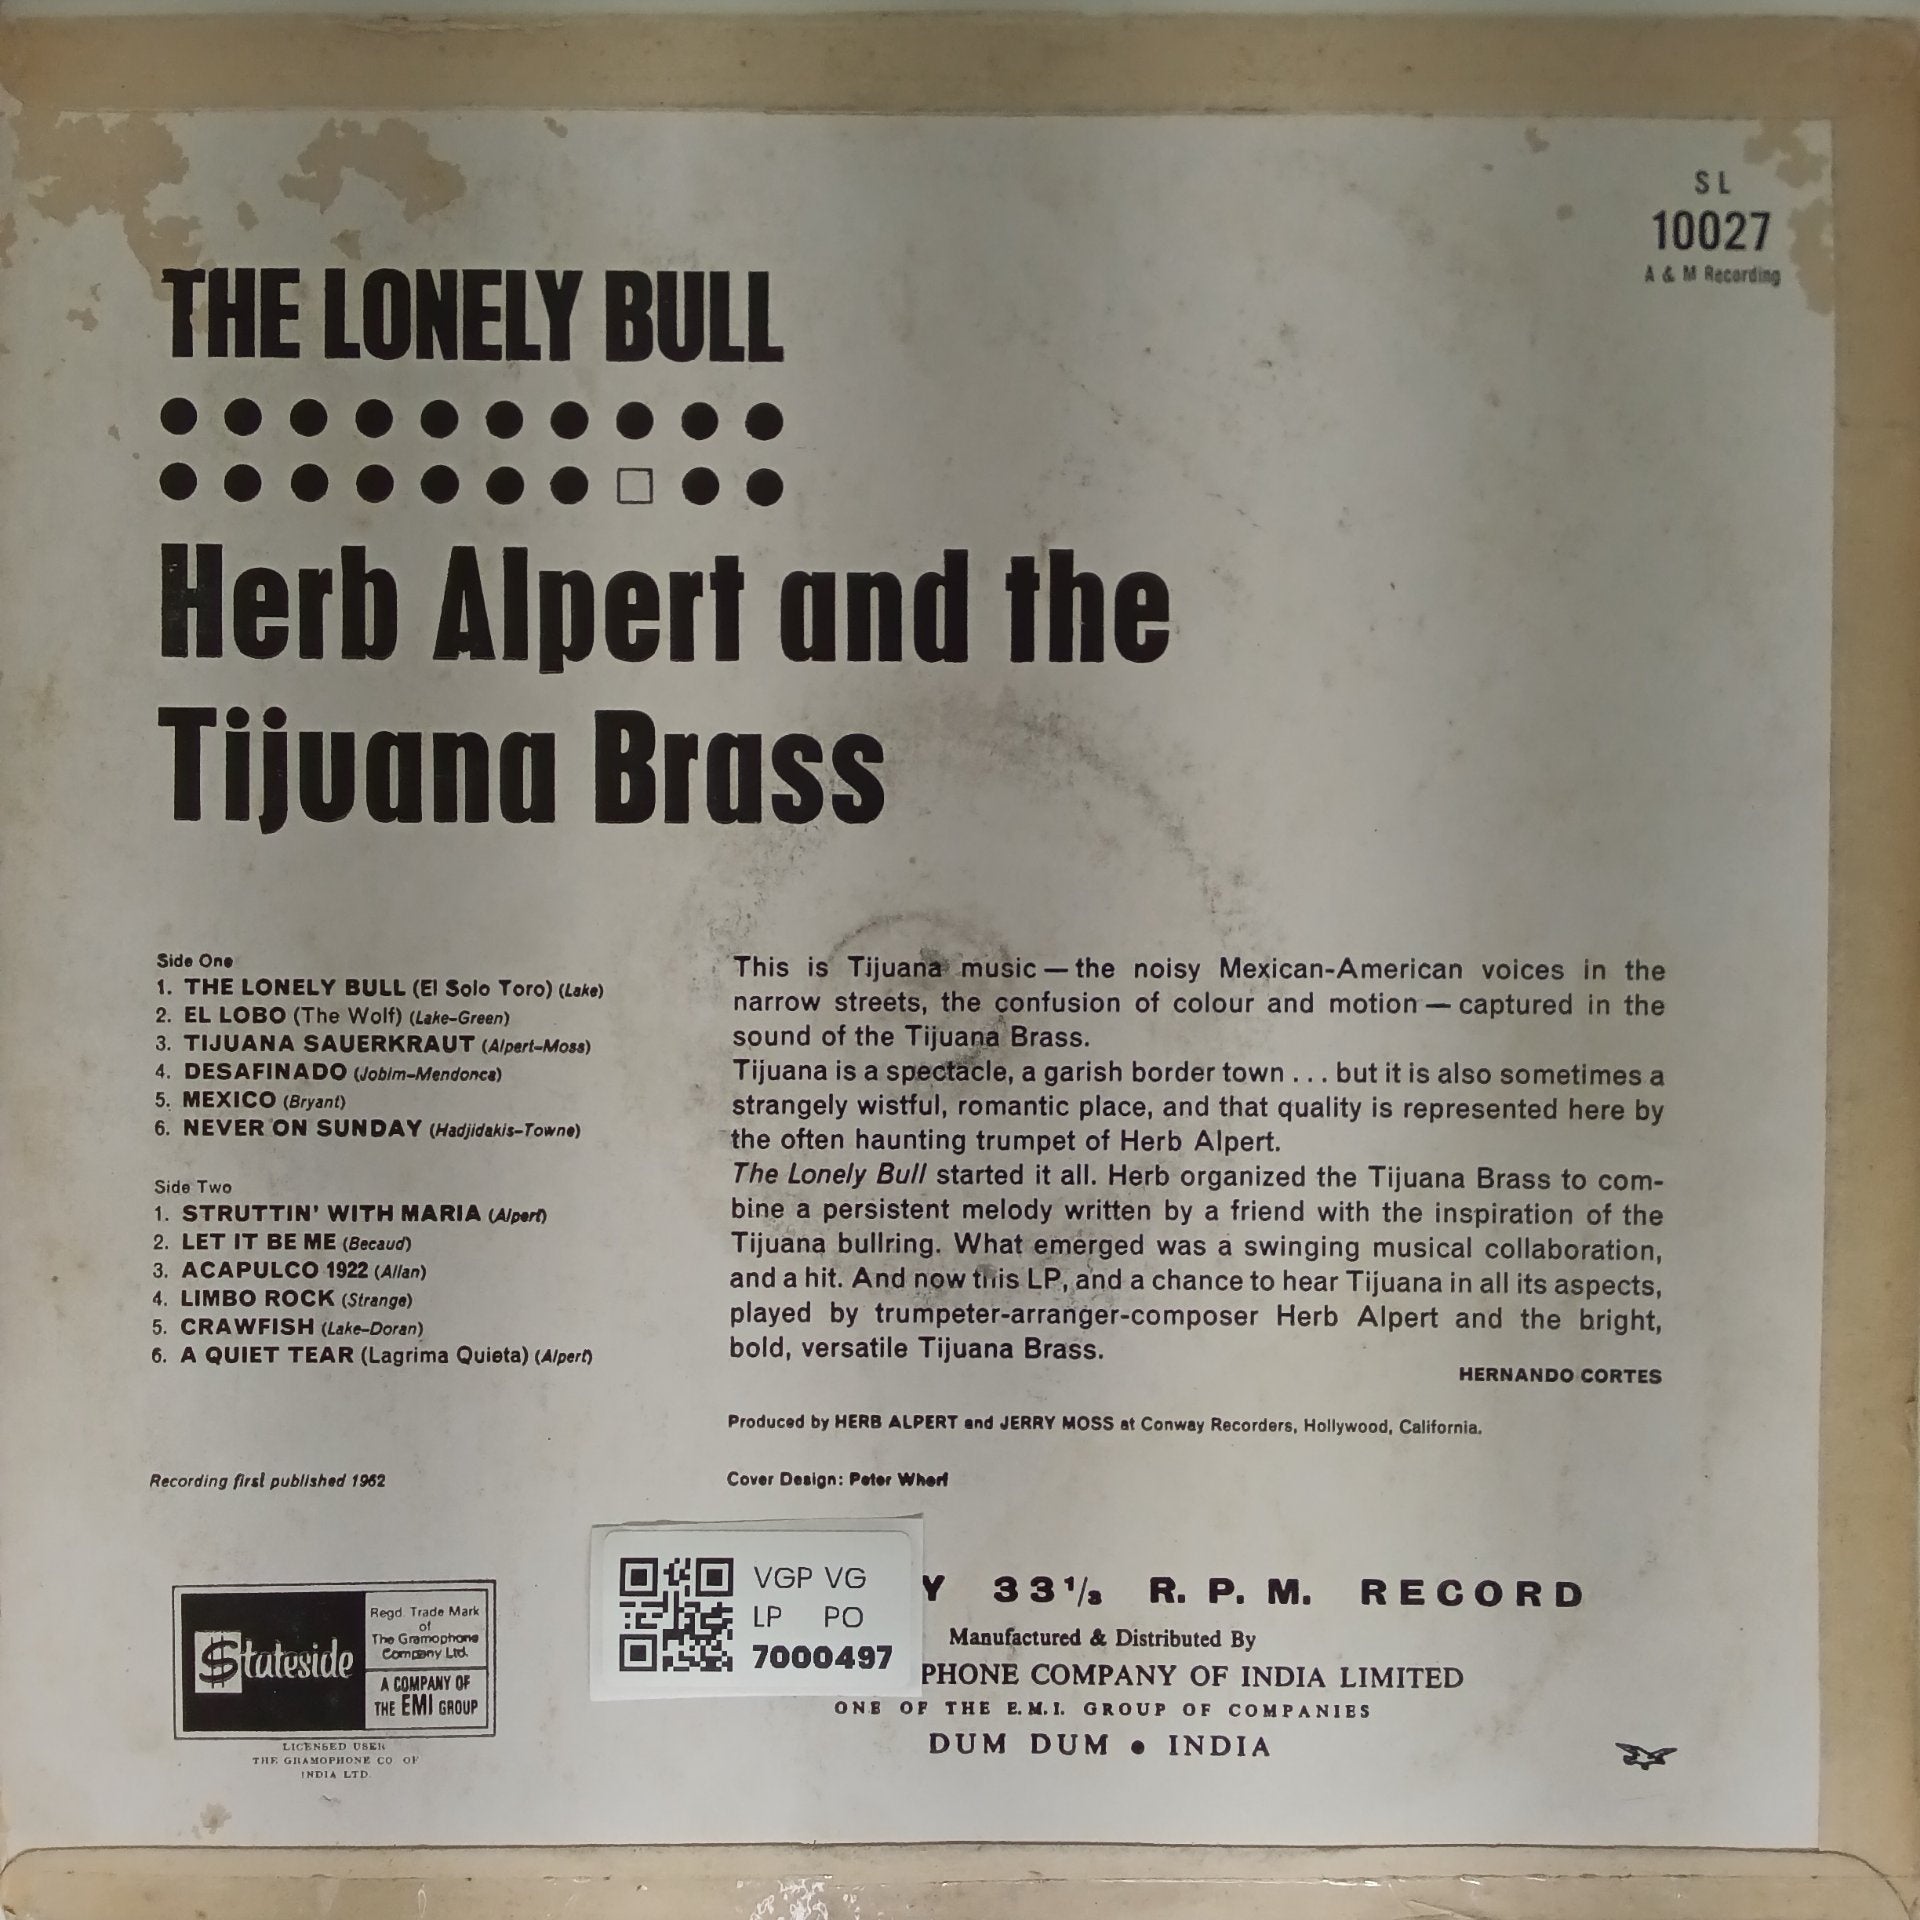 S L
10027
A & M Recording
THE LONELY BULL
Herb Alpert and the
Tijuana Brass
Side One
1. THE LONELY BULL (El Solo Toro) (Lake)
2. EL LOBO (The Wolf) (Lake-Green)
3. TIJUANA SAUERKRAUT (Alpert-Moss)
4. DESAFINADO (Jobim-Mendonca)
5. MEXICO (Bryant)
6. NEVER ON SUNDAY (Hadjidakis-Towne)
Side Two
1. STRUTTIN' WITH MARIA (Alpert)
2. LET IT BE ME (Becaud)
3. ACAPULCO 1922 (Allan)
4. LIMBO ROCK (Strange)
5. CRAWFISH (Lake-Doran)
6. A QUIET TEAR (Lagrima Quieta) (Alpert)
Recording first published 1962
This is Tijuana music — the noisy Mexican-American voices in the
narrow streets, the confusion of colour and motion — captured in the
sound of the Tijuana Brass.
Tijuana is a spectacle, a garish border town ... but it is also sometimes a
strangely wistful, romantic place, and that quality is represented here by
the often haunting trumpet of Herb Alpert.
The Lonely Bull started it all. Herb organized the Tijuana Brass to com-
bine a persistent melody written by a friend with the inspiration of the
Tijuana bullring. What emerged was a swinging musical collaboration,
and a hit. And now this LP, and a chance to hear Tijuana in all its aspects,
played by trumpeter-arranger-composer Herb Alpert and the bright,
bold, versatile Tijuana Brass.
HERNANDO CORTES
Produced by HERB ALPERT and JERRY MOSS at Conway Recorders, Hollywood, California.
Cover Design: Peter Wherf
Stateside
Regd. Trade Mark
of
The Gramophone
Company Ltd.
A COMPANY OF
THE EMI GROUP
LICENSED USER
THE GRAMOPHONE CO OF
INDIA LTD.
VGP VG
LP PO
7000497
Y 33 1/3 R. P. M. RECORD
Manufactured & Distributed By
PHONE COMPANY OF INDIA LIMITED
ONE OF THE E.M.I. GROUP OF COMPANIES
DUM DUM • INDIA